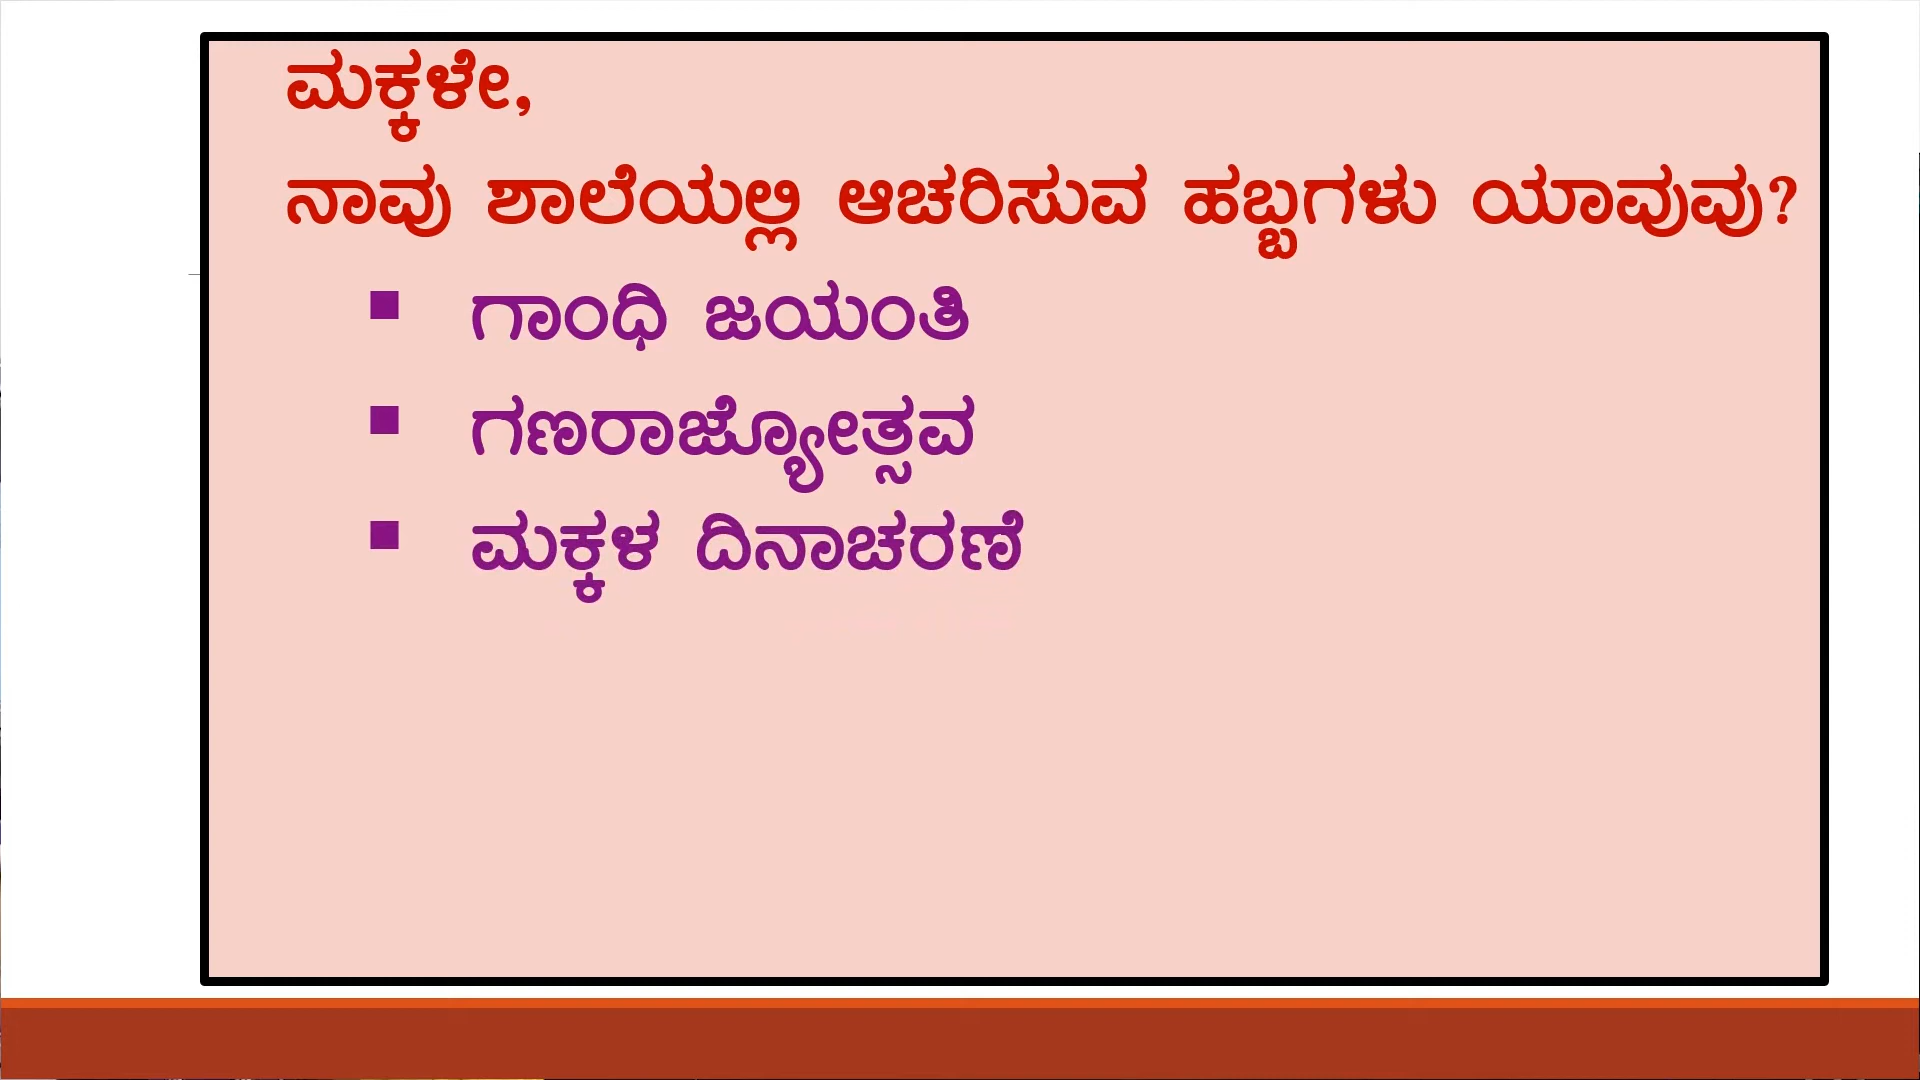 ಮಕ್ಕಳೇ,
ನಾವು ಶಾಲೆಯಲ್ಲಿ ಆಚರಿಸುವ ಹಬ್ಬಗಳು ಯಾವುವು?
▪ ಗಾಂಧಿ ಜಯಂತಿ
▪ ಗಣರಾಜ್ಯೋತ್ಸವ
▪ ಮಕ್ಕಳ ದಿನಾಚರಣೆ